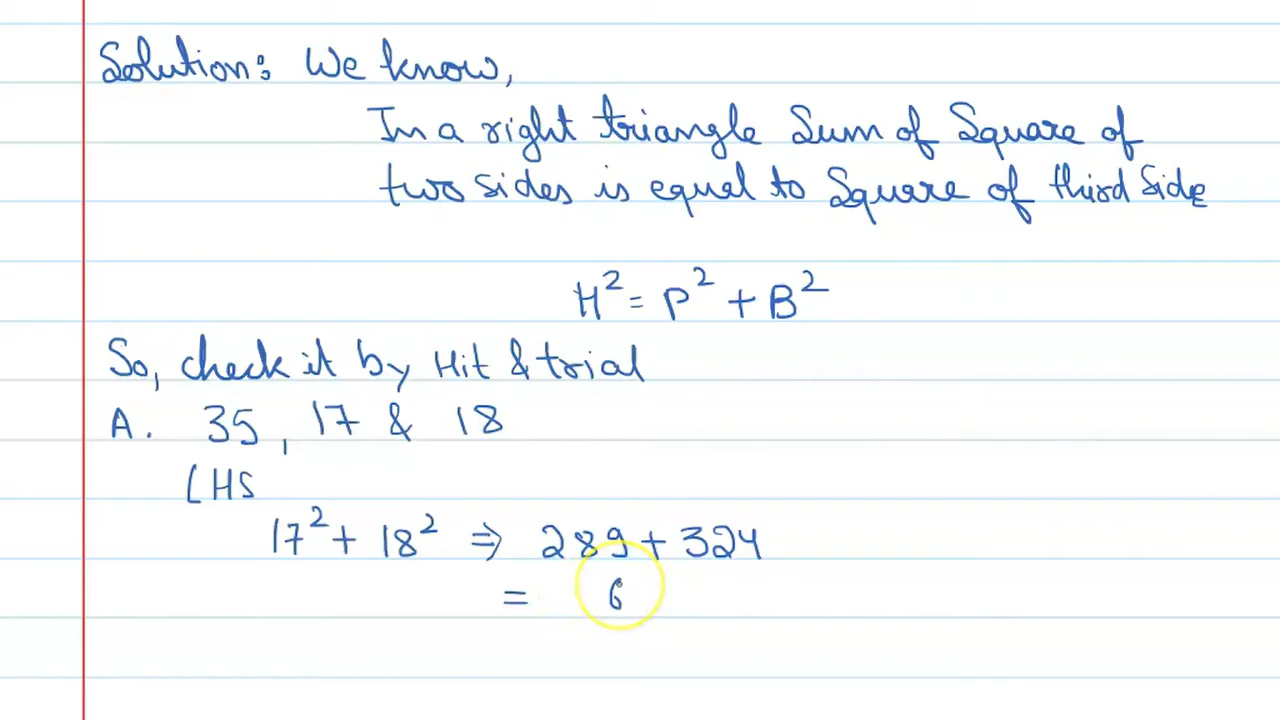 Solution: We know,
In a right triangle Sum of Square of
two sides is equal to Square of third Side
H² = P² + B²
So, check it by Hit & trial
A. 35, 17 & 18
LHS
17² + 18² ⇒ 289 + 324
= 6